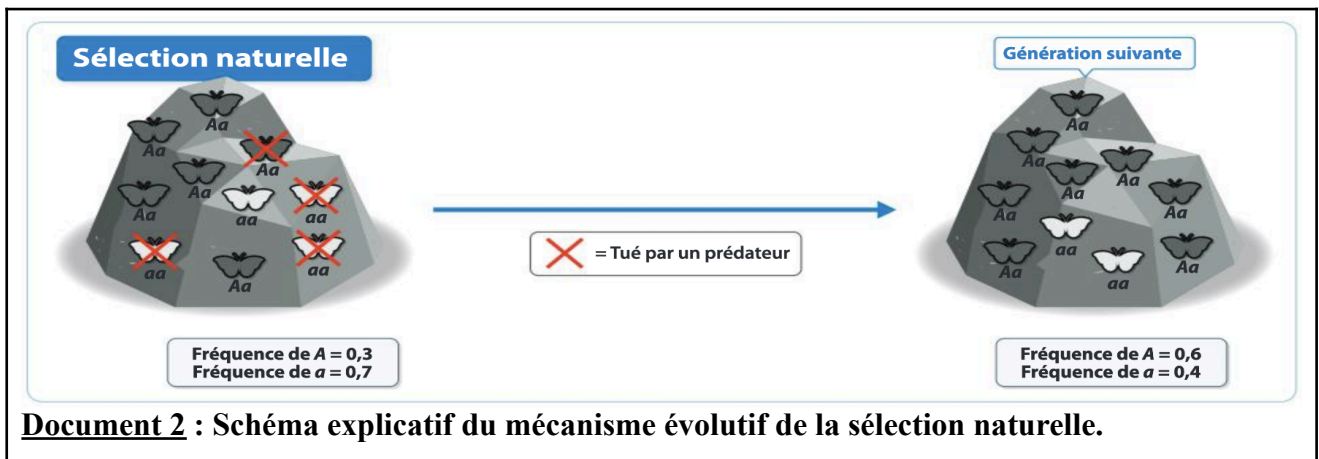 Sélection naturelle
Génération suivante
Aa
Aa
Aa
Aa
Aa
aa
aa
aa
aa
Aa
= Tué par un prédateur
Aa
Aa
Aa
Aa
Aa
Aa
aa
Aa
aa
Aa
Fréquence de A = 0,3
Fréquence de a = 0,7
Fréquence de A = 0,6
Fréquence de a = 0,4
Document 2 : Schéma explicatif du mécanisme évolutif de la sélection naturelle.